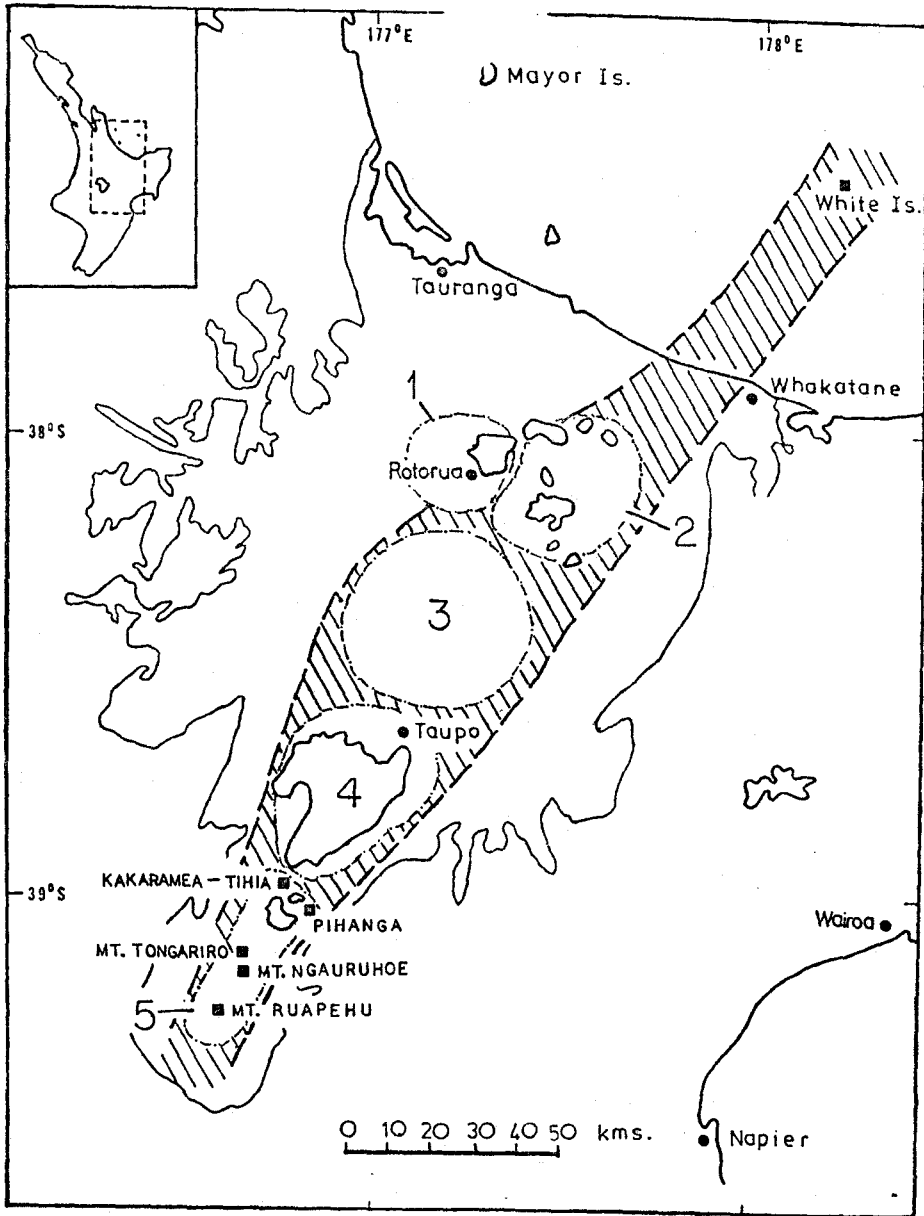 177°E
178°E
Mayor Is.
White Is.
Tauranga
Whakatane
1
38°S
Rotorua
2
3
Taupo
4
KAKARAMEA-TIHIA
39°S
PIHANGA
Wairoa
MT. TONGARIRO
MT. NGAURUHOE
5
MT. RUAPEHU
0 10 20 30 40 50 kms.
Napier